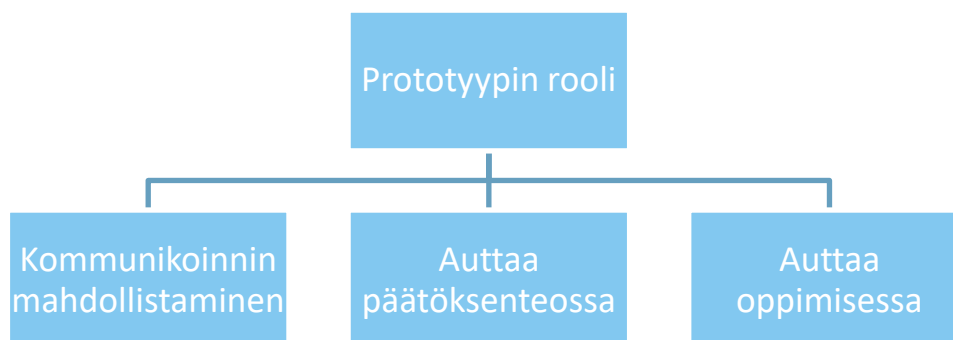 Prototyypin rooli
Kommunikoinnin
mahdollistaminen
Auttaa
päätöksenteossa
Auttaa
oppimisessa